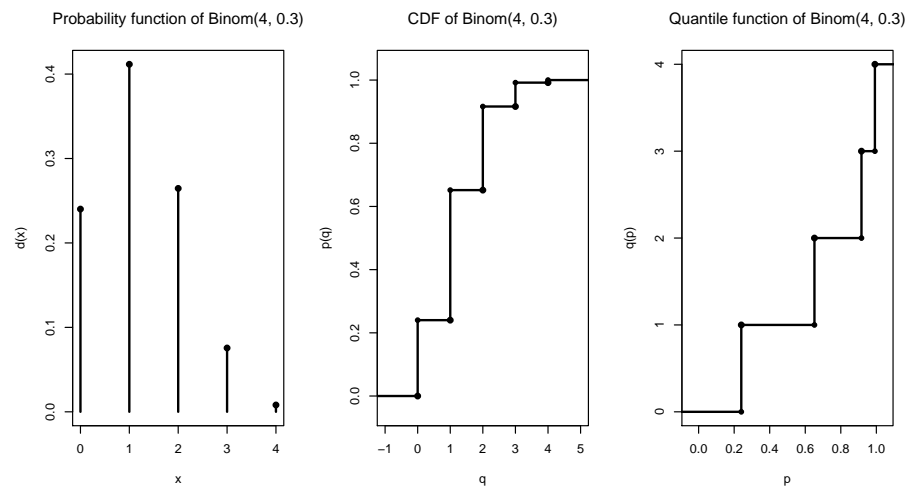 Probability function of Binom(4, 0.3)
0.0 0.1 0.2 0.3 0.4
d(x)
0 1 2 3 4
x
CDF of Binom(4, 0.3)
0.0 0.2 0.4 0.6 0.8 1.0
p(q)
−1 0 1 2 3 4 5
q
Quantile function of Binom(4, 0.3)
0 1 2 3 4
q(p)
0.0 0.2 0.4 0.6 0.8 1.0
p